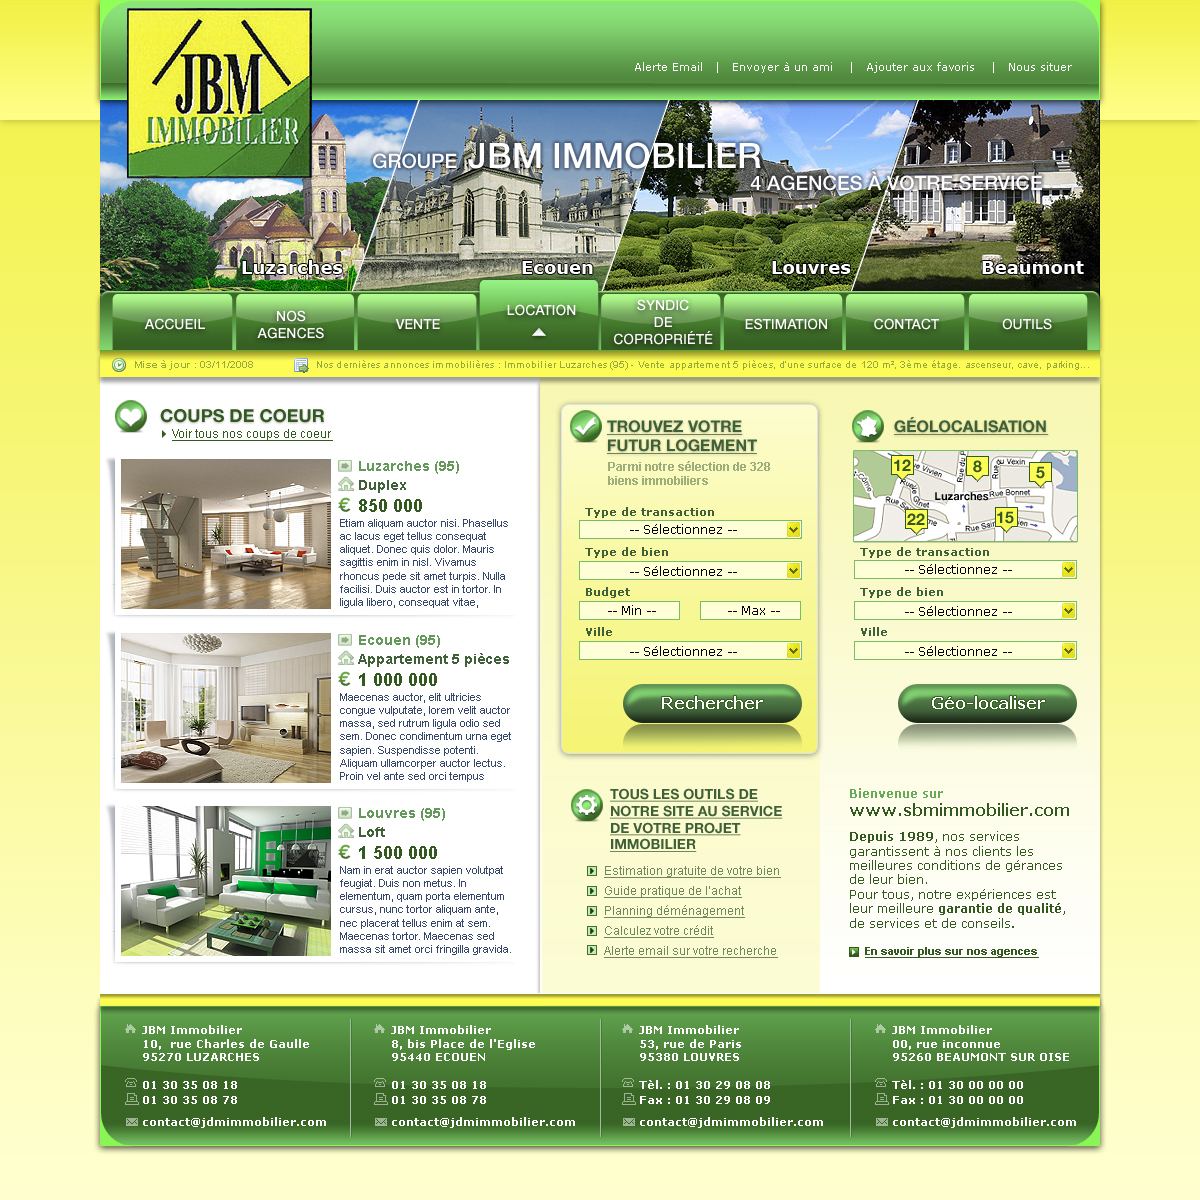 JBM
IMMOBILIER
Alerte Email | Envoyer à un ami | Ajouter aux favoris | Nous situer
GROUPE JBM IMMOBILIER
4 AGENCES À VOTRE SERVICE
Luzarches
Ecouen
Louvres
Beaumont
ACCUEIL
NOS
AGENCES
VENTE
LOCATION
SYNDIC
DE
COPROPRIÉTÉ
ESTIMATION
CONTACT
OUTILS
Mise à jour : 03/11/2008
Nos dernières annonces immobilières : Immobilier Luzarches (95) - Vente appartement 5 pièces, d'une surface de 120 m², 3ème étage. ascenseur, cave, parking...
COUPS DE COEUR
Voir tous nos coups de coeur
Luzarches (95)
Duplex
€ 850 000
Etiam aliquam auctor nisi. Phasellus
ac lacus eget tellus consequat
aliquet. Donec quis dolor. Mauris
sagittis enim in nisl. Vivamus
rhoncus pede sit amet turpis. Nulla
facilisi. Duis auctor est in tortor. In
ligula libero, consequat vitae,
Ecouen (95)
Appartement 5 pièces
€ 1 000 000
Maecenas auctor, elit ultricies
congue vulputate, lorem velit auctor
massa, sed rutrum ligula odio sed
sem. Donec condimentum urna eget
sapien. Suspendisse potenti.
Aliquam ullamcorper auctor lectus.
Proin vel ante sed orci tempus
Louvres (95)
Loft
€ 1 500 000
Nam in erat auctor sapien volutpat
feugiat. Duis non metus. In
elementum, quam porta elementum
cursus, nunc tortor aliquam ante,
nec placerat tellus enim at sem.
Maecenas tortor. Maecenas sed
massa sit amet orci fringilla gravida.
TROUVEZ VOTRE
FUTUR LOGEMENT
Parmi notre sélection de 328
biens immobiliers
Type de transaction
-- Sélectionnez --
Type de bien
-- Sélectionnez --
Budget
-- Min --
-- Max --
Ville
-- Sélectionnez --
Rechercher
TOUS LES OUTILS DE
NOTRE SITE AU SERVICE
DE VOTRE PROJET
IMMOBILIER
Estimation gratuite de votre bien
Guide pratique de l'achat
Planning déménagement
Calculez votre crédit
Alerte email sur votre recherche
GÉOLOCALISATION
12
8
5
22
15
Luzarches
Rue Bonnet
Type de transaction
-- Sélectionnez --
Type de bien
-- Sélectionnez --
Ville
-- Sélectionnez --
Géo-localiser
Bienvenue sur
www.sbmimmobilier.com
Depuis 1989, nos services
garantissent à nos clients les
meilleures conditions de gérances
de leur bien.
Pour tous, notre expériences est
leur meilleure garantie de qualité,
de services et de conseils.
En savoir plus sur nos agences
JBM Immobilier
10, rue Charles de Gaulle
95270 LUZARCHES
01 30 35 08 18
01 30 35 08 78
contact@jdmimmobilier.com
JBM Immobilier
8, bis Place de l'Eglise
95440 ECOUEN
01 30 35 08 18
01 30 35 08 78
contact@jdmimmobilier.com
JBM Immobilier
53, rue de Paris
95380 LOUVRES
Tèl. : 01 30 29 08 08
Fax : 01 30 29 08 09
contact@jdmimmobilier.com
JBM Immobilier
00, rue inconnue
95260 BEAUMONT SUR OISE
Tèl. : 01 30 00 00 00
Fax : 01 30 00 00 00
contact@jdmimmobilier.com